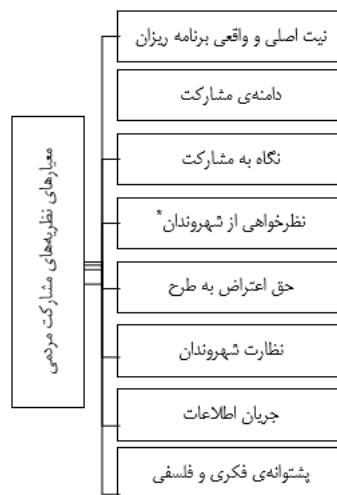 معیارهای نظریه‌های مشارکت مردمی
نیت اصلی و واقعی برنامه ریزان
دامنه‌ی مشارکت
نگاه به مشارکت
نظرخواهی از شهروندان*
حق اعتراض به طرح
نظارت شهروندان
جریان اطلاعات
پشتوانه‌ی فکری و فلسفی